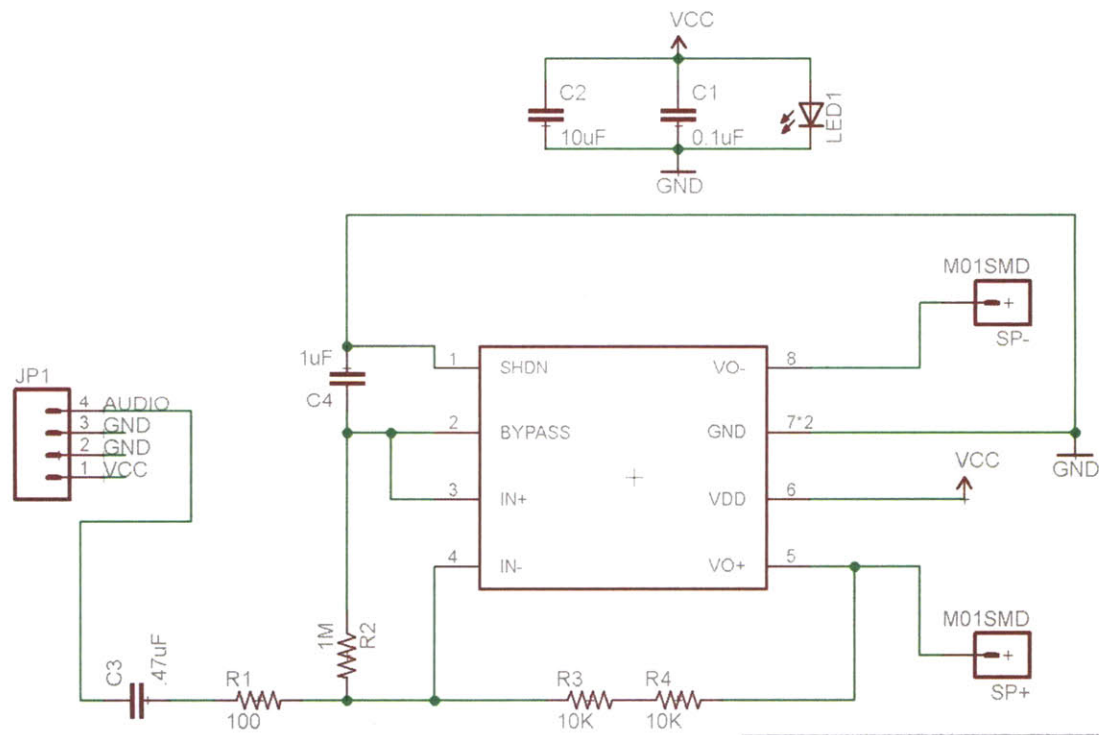 VCC
C2
C1
LED1
10uF
0.1uF
GND
M01SMD
SP-
1uF
C4
1
SHDN
VO-
8
JP1
4
AUDIO
3
GND
2
GND
1
VCC
2
BYPASS
GND
7*2
GND
VCC
3
IN+
VDD
6
4
IN-
VO+
5
M01SMD
SP+
1M
R2
C3
.47uF
R1
100
R3
10K
R4
10K